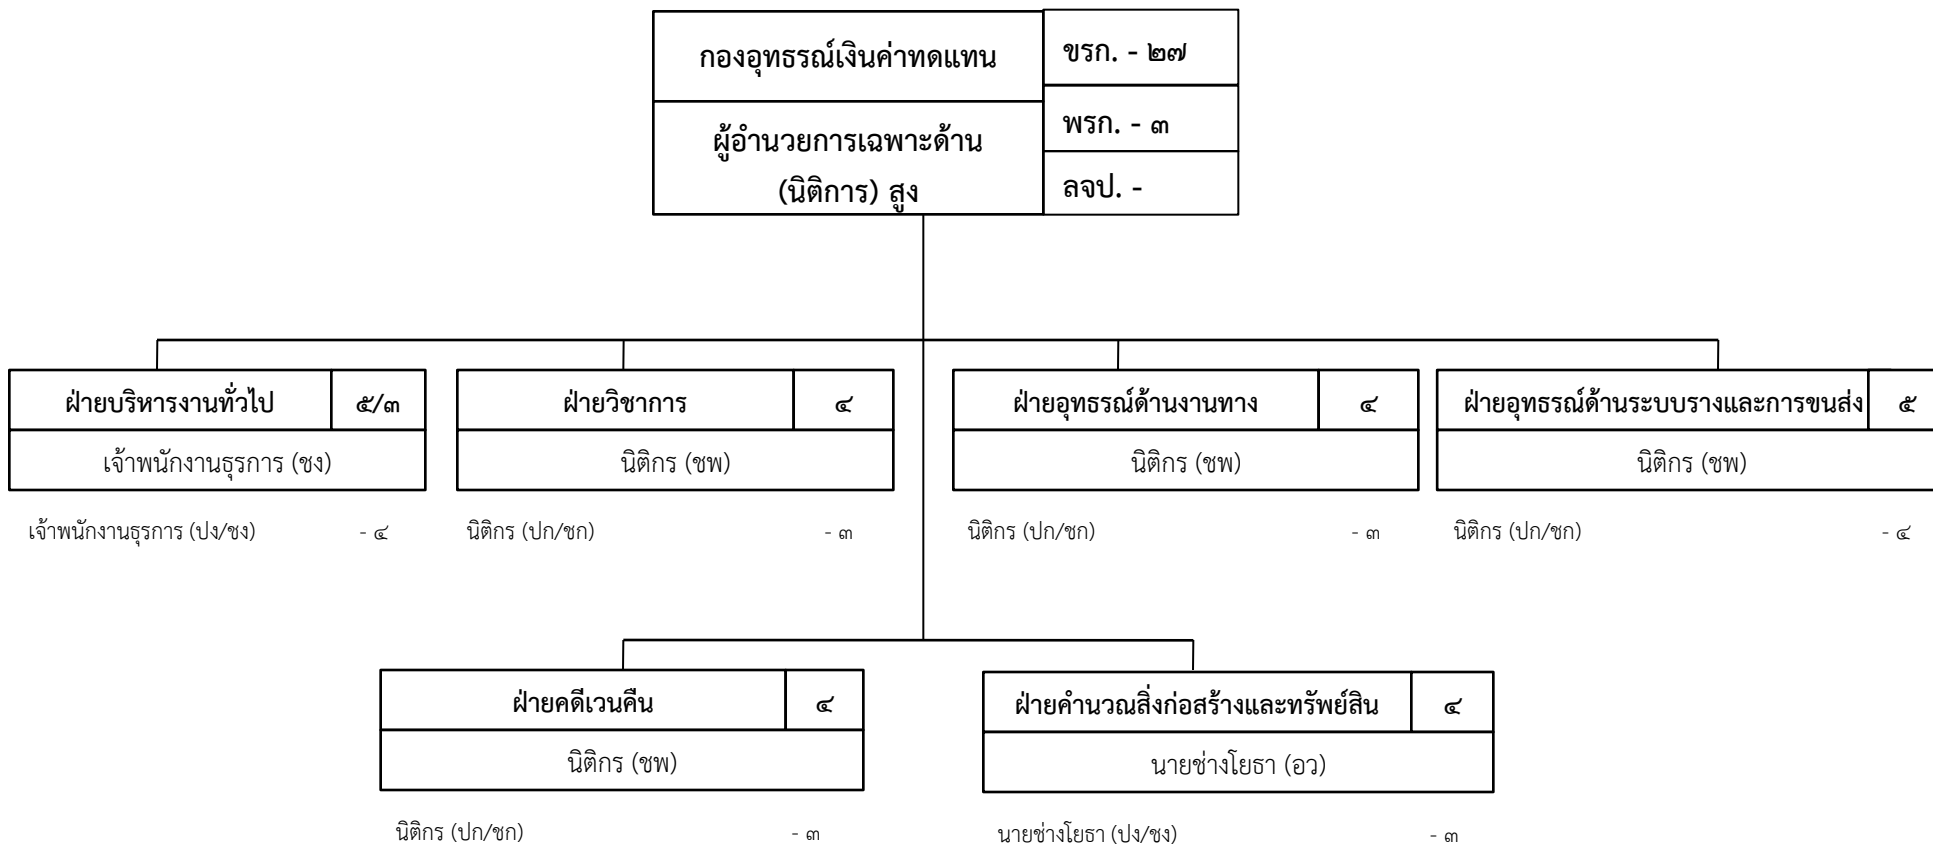 กองอุทธรณ์เงินค่าทดแทน
ขรก. - ๒๗
ผู้อำนวยการเฉพาะด้าน
(นิติการ) สูง
พรก. - ๓
ลจป. -
ฝ่ายบริหารงานทั่วไป ๕/๓
เจ้าพนักงานธุรการ (ชง)
เจ้าพนักงานธุรการ (ปง/ชง) - ๔
ฝ่ายวิชาการ ๔
นิติกร (ชพ)
นิติกร (ปก/ชก) - ๓
ฝ่ายอุทธรณ์ด้านงานทาง ๔
นิติกร (ชพ)
นิติกร (ปก/ชก) - ๓
ฝ่ายอุทธรณ์ด้านระบบรางและการขนส่ง ๕
นิติกร (ชพ)
นิติกร (ปก/ชก) - ๔
ฝ่ายคดีเวนคืน ๔
นิติกร (ชพ)
นิติกร (ปก/ชก) - ๓
ฝ่ายคำนวณสิ่งก่อสร้างและทรัพย์สิน ๔
นายช่างโยธา (อว)
นายช่างโยธา (ปง/ชง) - ๓